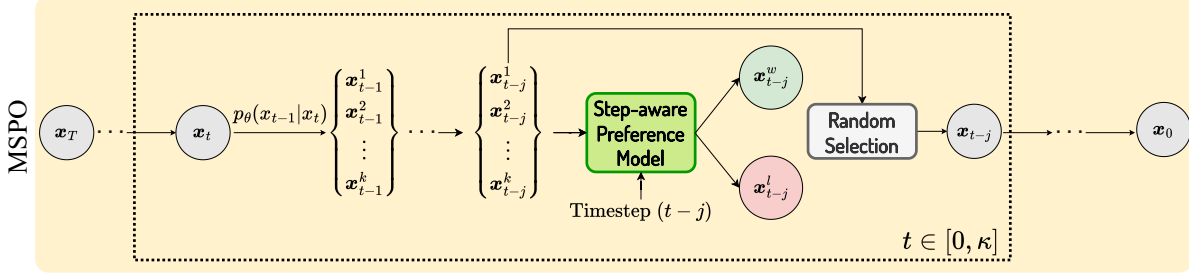 MSPO
𝒙_T
· · ·
𝒙_t
p_θ(x_{t−1}|x_t)
𝒙^1_{t−1}
𝒙^2_{t−1}
⋮
𝒙^k_{t−1}
· · ·
𝒙^1_{t−j}
𝒙^2_{t−j}
⋮
𝒙^k_{t−j}
Step-aware
Preference
Model
Timestep (t − j)
𝒙^w_{t−j}
𝒙^l_{t−j}
Random
Selection
𝒙_{t−j}
· · ·
𝒙_0
t ∈ [0, κ]